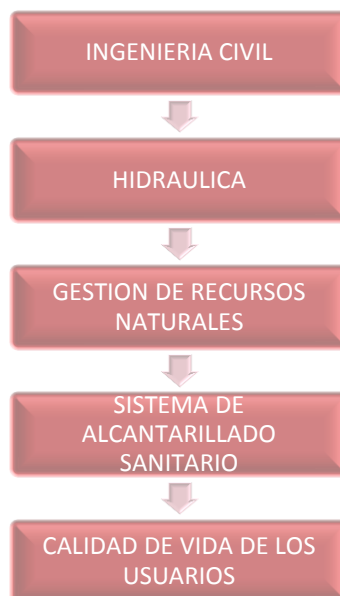 INGENIERIA CIVIL
HIDRAULICA
GESTION DE RECURSOS
NATURALES
SISTEMA DE
ALCANTARILLADO
SANITARIO
CALIDAD DE VIDA DE LOS
USUARIOS